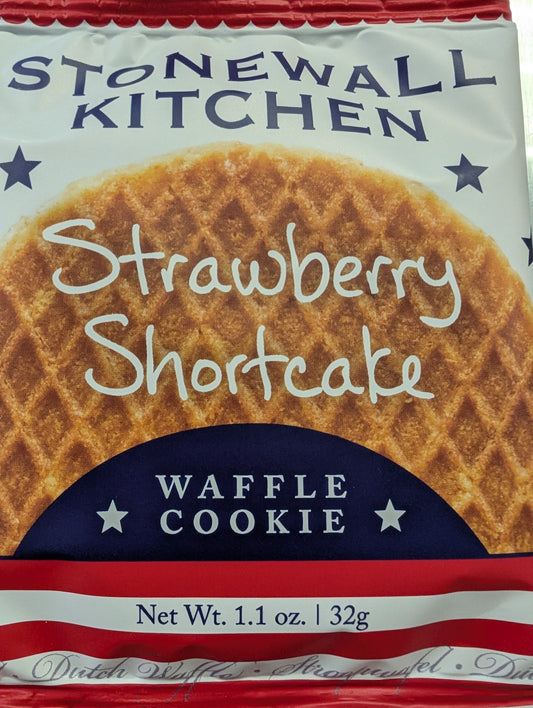 STONEWALL
KITCHEN
Strawberry
Shortcake
WAFFLE
COOKIE
Net Wt. 1.1 oz. | 32g
Dutch Waffle • Stroopwafel •